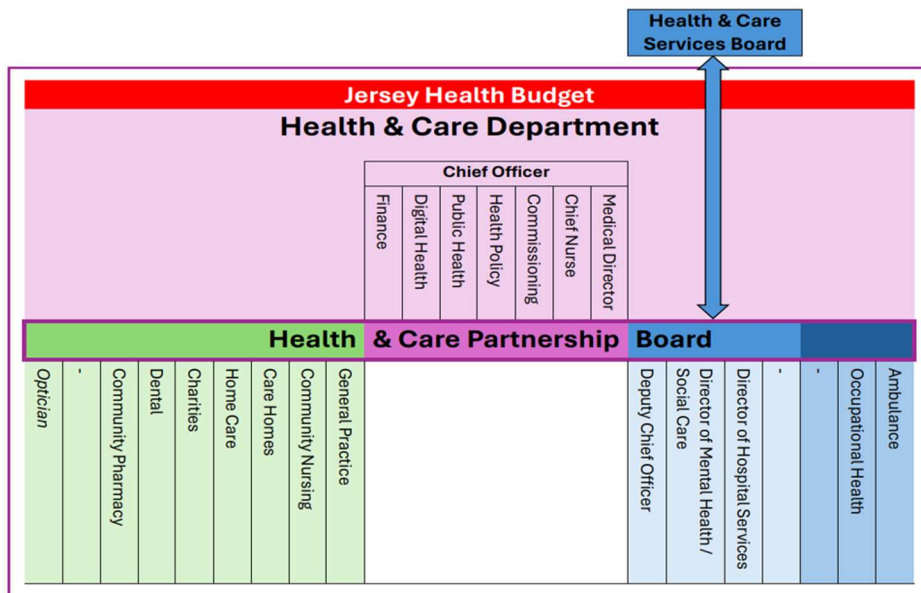 Health & Care
Services Board
Jersey Health Budget
Health & Care Department
Chief Officer
Finance
Digital Health
Public Health
Health Policy
Commissioning
Chief Nurse
Medical Director
Health & Care Partnership Board
Optician
-
Community Pharmacy
Dental
Charities
Home Care
Care Homes
Community Nursing
General Practice
Deputy Chief Officer
Director of Mental Health /
Social Care
Director of Hospital Services
-
-
Occupational Health
Ambulance